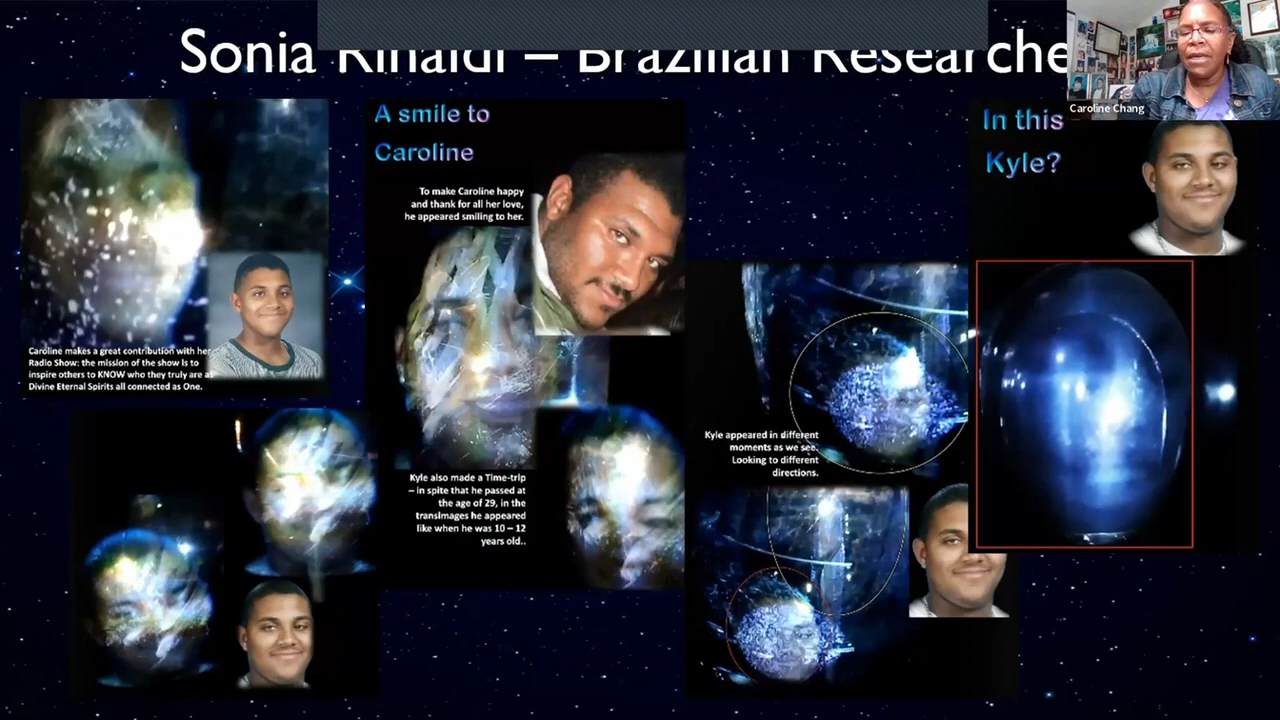 Sonia Rinaldi – Brazilian Researche
Caroline Chang
Caroline makes a great contribution with her
Radio Show: the mission of the show is to
inspire others to KNOW who they truly are as
Divine Eternal Spirits all connected as One.
A smile to
Caroline
To make Caroline happy
and thank for all her love,
he appeared smiling to her.
Kyle also made a Time-trip
– in spite that he passed at
the age of 29, in the
transimages he appeared
like when he was 10 – 12
years old..
Kyle appeared in different
moments as we see.
Looking to different
directions.
In this
Kyle?